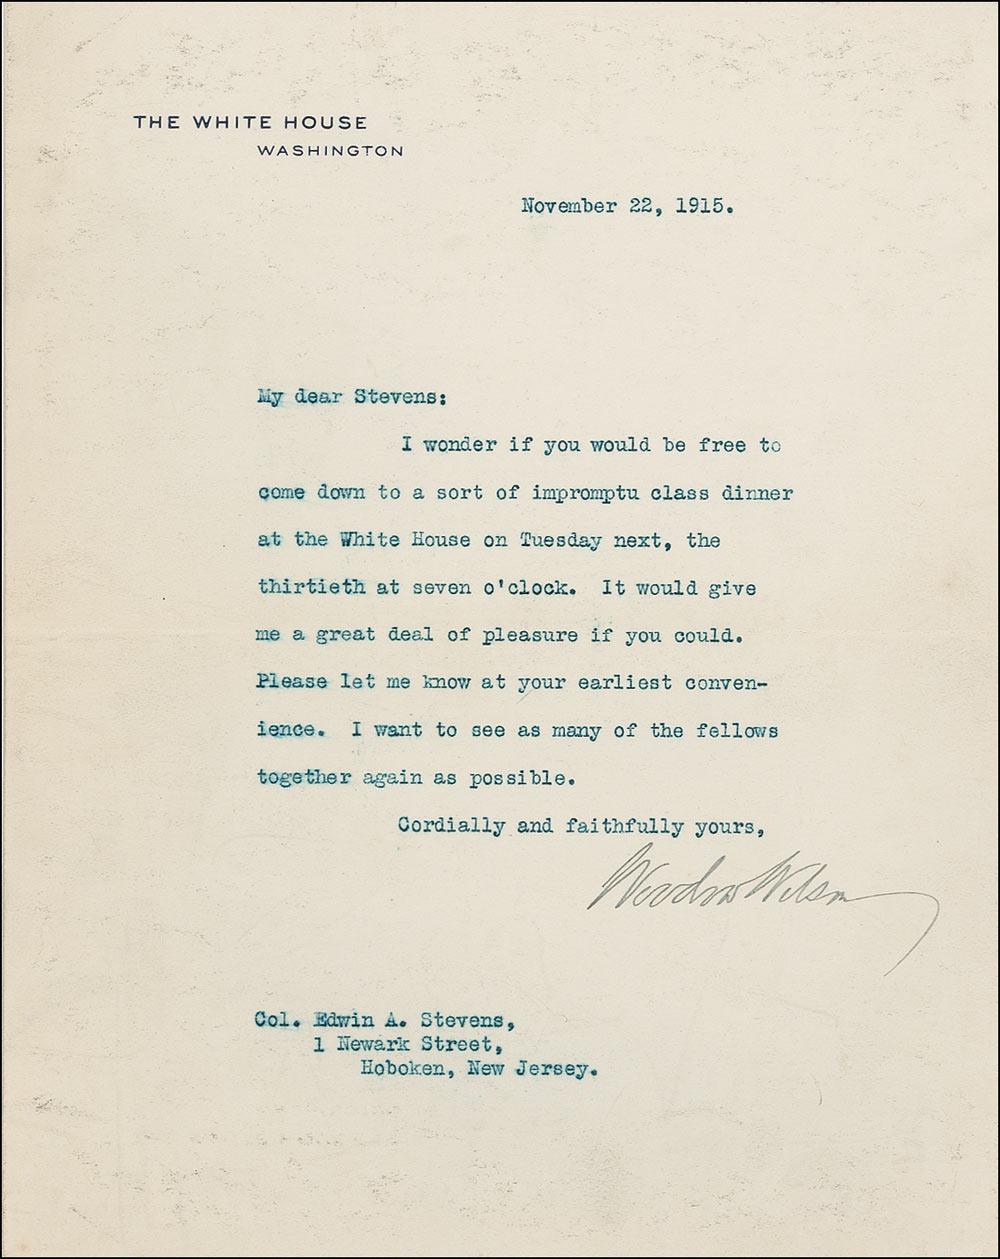 THE WHITE HOUSE
WASHINGTON
November 22, 1915.
My dear Stevens:
I wonder if you would be free to
come down to a sort of impromptu class dinner
at the White House on Tuesday next, the
thirtieth at seven o'clock. It would give
me a great deal of pleasure if you could.
Please let me know at your earliest conven-
ience. I want to see as many of the fellows
together again as possible.
Cordially and faithfully yours,
Woodrow Wilson
Col. Edwin A. Stevens,
1 Newark Street,
Hoboken, New Jersey.